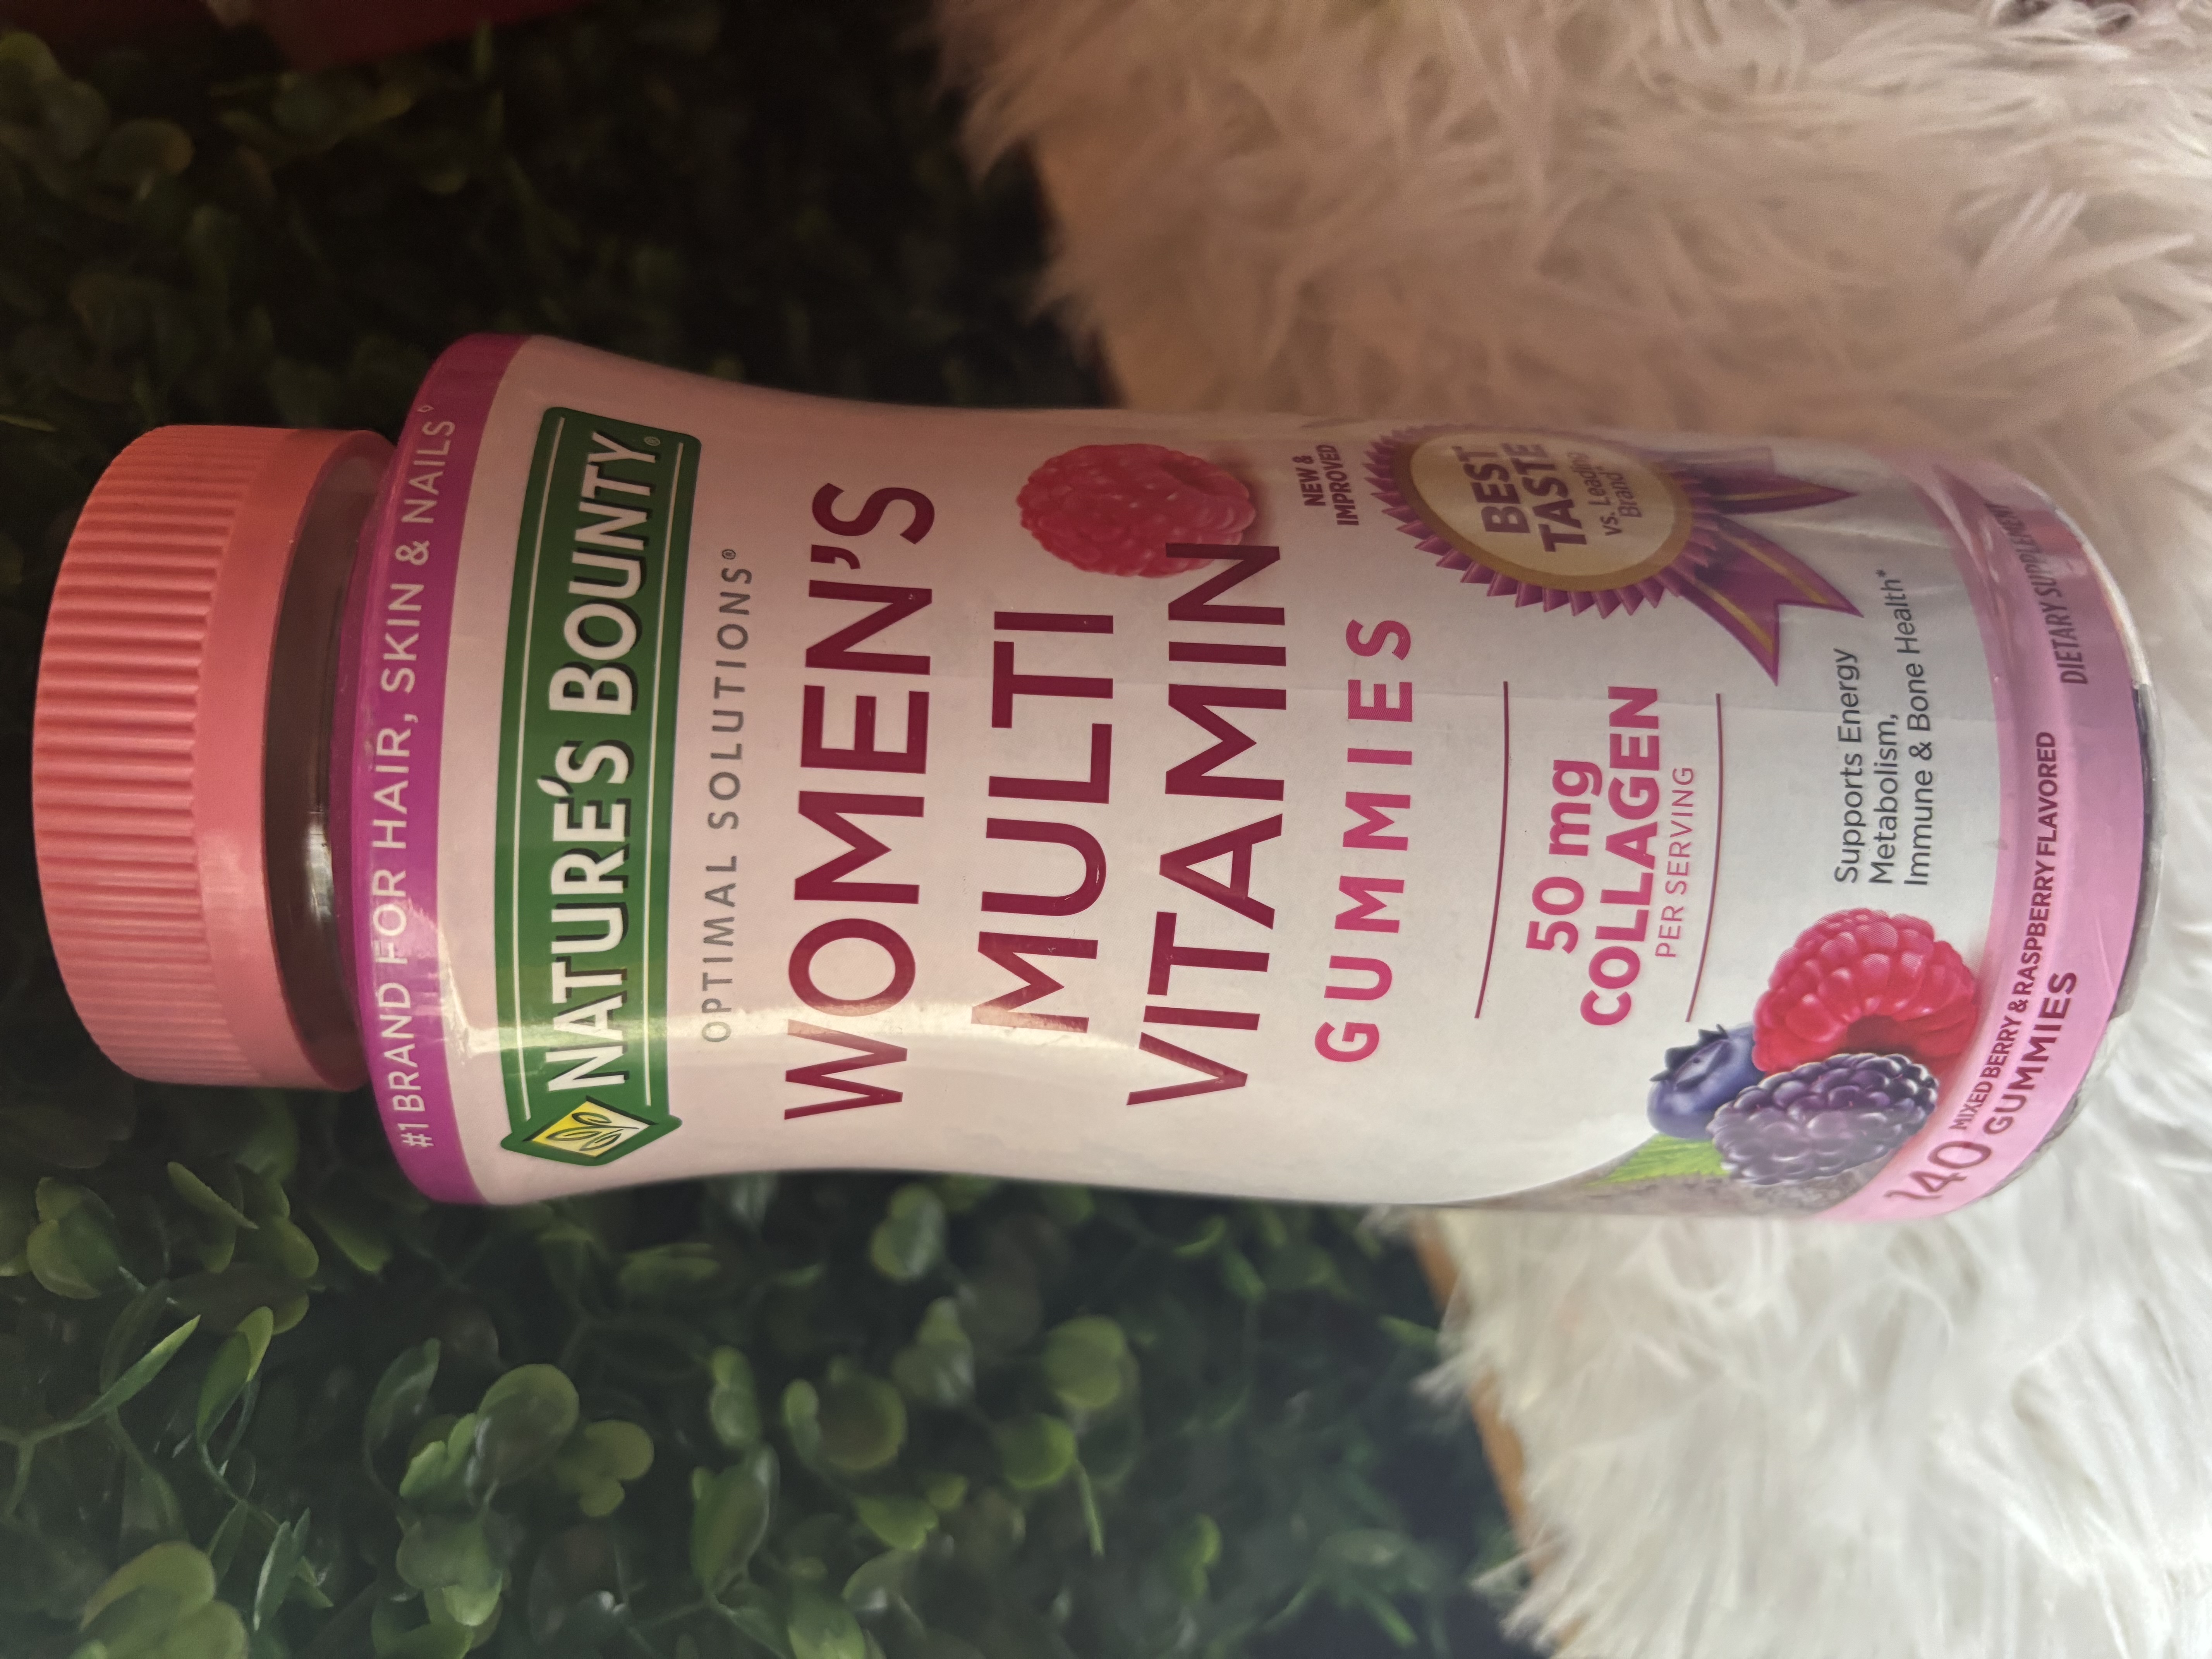 #1 BRAND FOR HAIR, SKIN & NAILS◊
NATURE'S BOUNTY®
OPTIMAL SOLUTIONS®
WOMEN'S
MULTI
VITAMIN
GUMMIES
NEW &
IMPROVED
BEST
TASTE
vs. Leading
Brand*
50 mg
COLLAGEN
PER SERVING
Supports Energy
Metabolism,
Immune & Bone Health*
140 MIXED BERRY & RASPBERRY FLAVORED
GUMMIES
DIETARY SUPPLEMENT